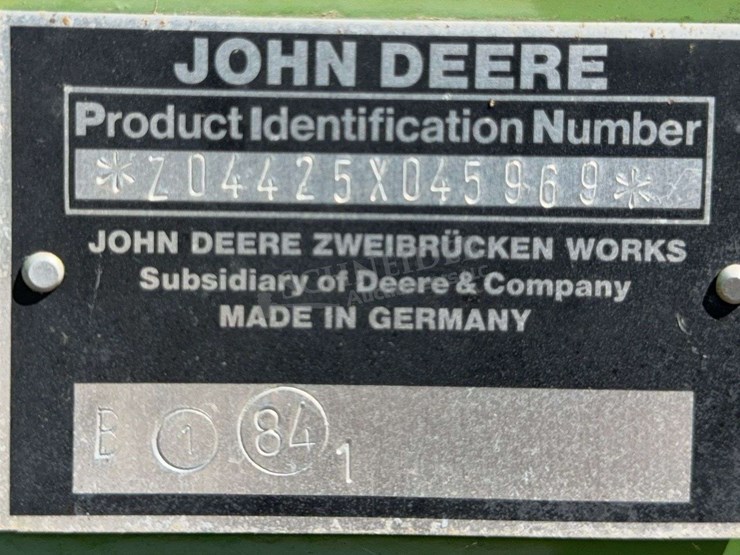 JOHN DEERE
Product Identification Number
*Z04425X045969*
JOHN DEERE ZWEIBRÜCKEN WORKS
Subsidiary of Deere & Company
MADE IN GERMANY
E 1 84 1